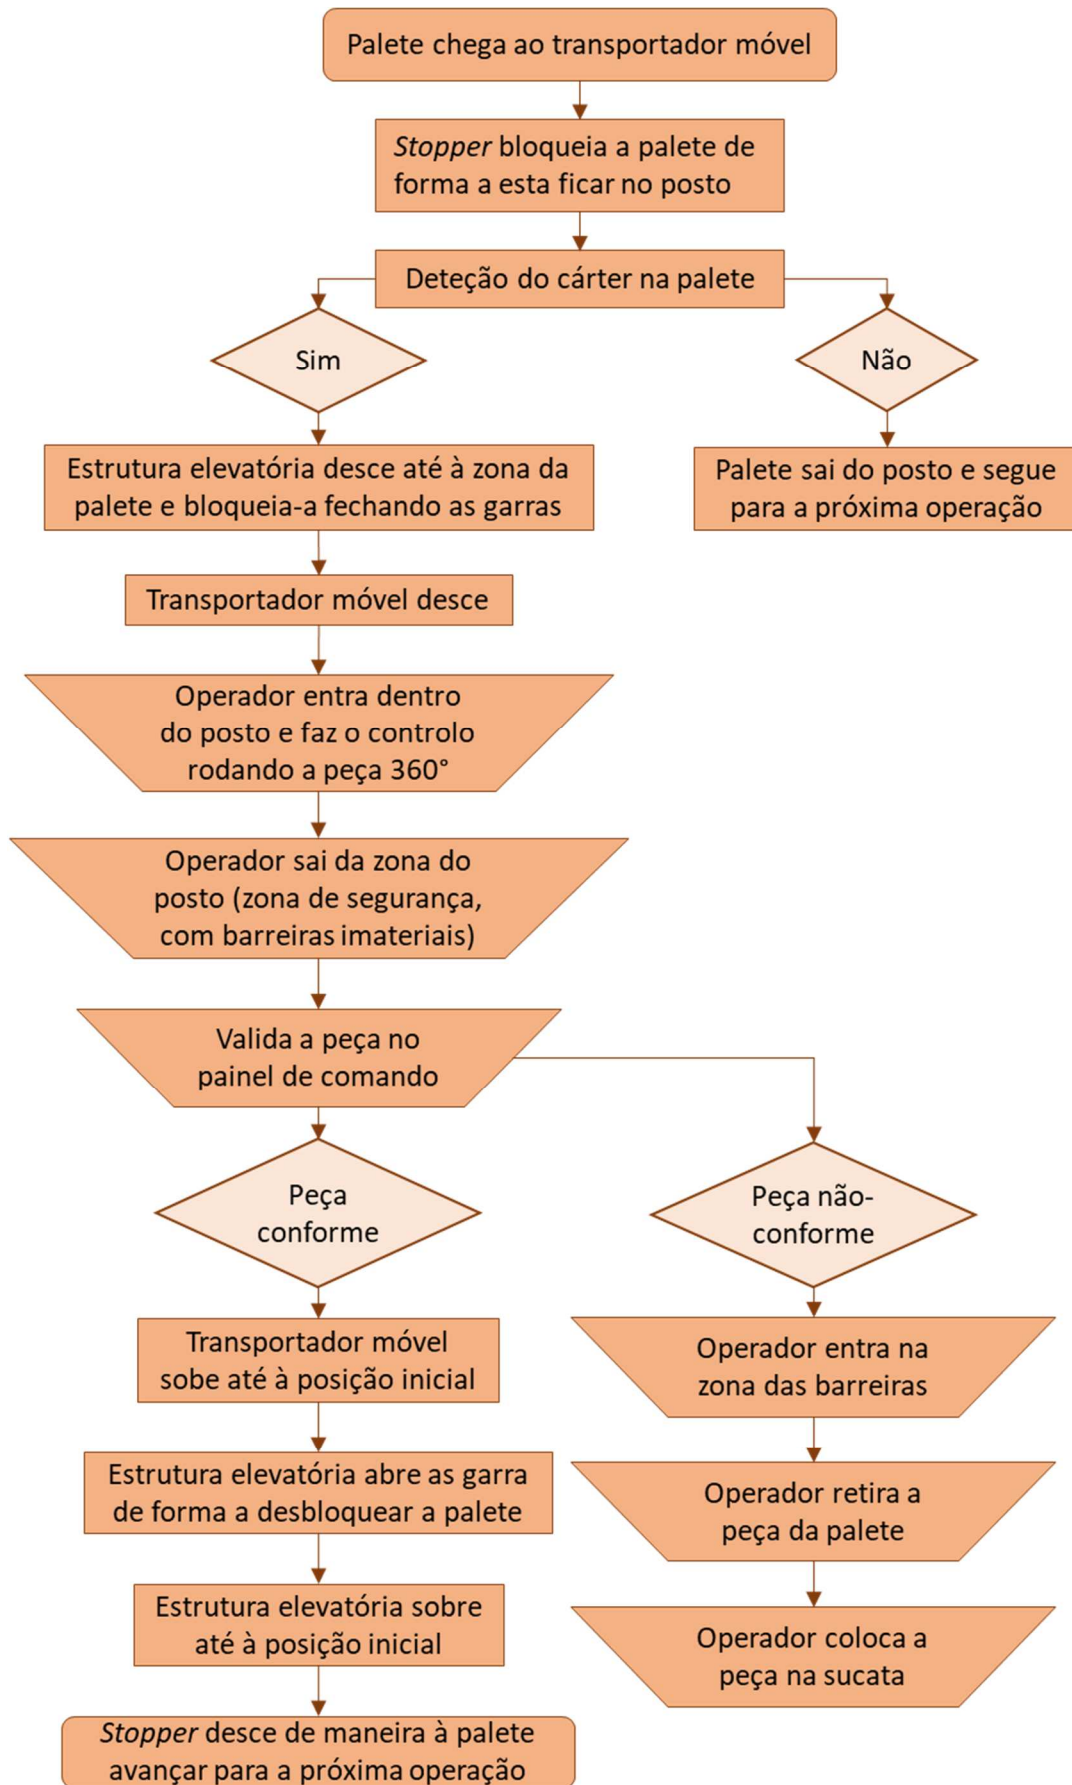 Palete chega ao transportador móvel
Stopper bloqueia a palete de
forma a esta ficar no posto
Deteção do cárter na palete
Sim
Não
Estrutura elevatória desce até à zona da
palete e bloqueia-a fechando as garras
Palete sai do posto e segue
para a próxima operação
Transportador móvel desce
Operador entra dentro
do posto e faz o controlo
rodando a peça 360°
Operador sai da zona do
posto (zona de segurança,
com barreiras imateriais)
Valida a peça no
painel de comando
Peça
conforme
Peça não-
conforme
Transportador móvel
sobe até à posição inicial
Operador entra na
zona das barreiras
Estrutura elevatória abre as garra
de forma a desbloquear a palete
Operador retira a
peça da palete
Estrutura elevatória sobre
até à posição inicial
Operador coloca a
peça na sucata
Stopper desce de maneira à palete
avançar para a próxima operação